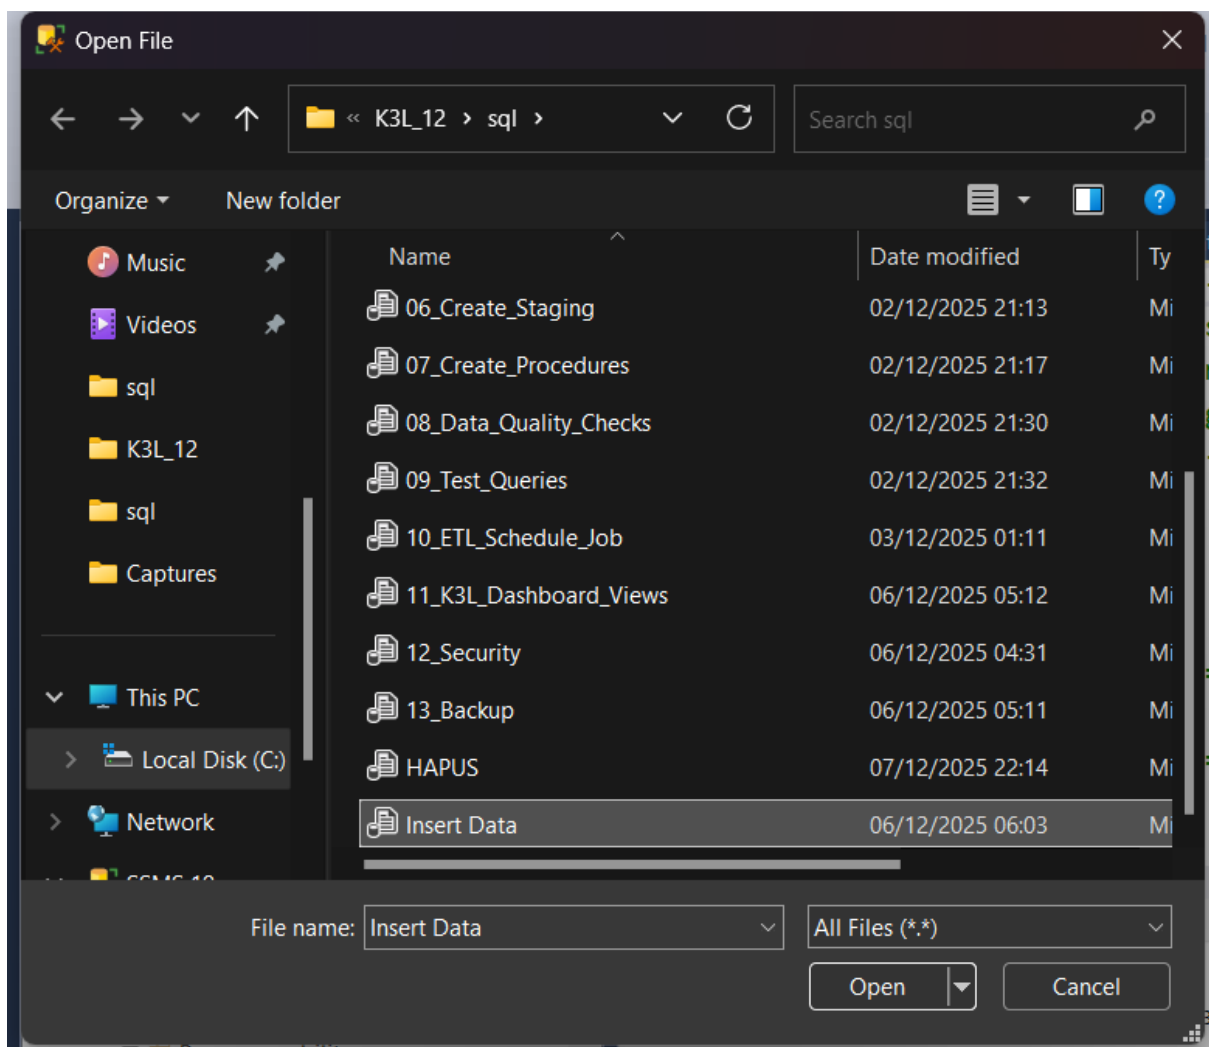 Open File
« K3L_12 > sql >
Search sql
Organize
New folder
Name
Date modified
Ty
Music
Videos
sql
K3L_12
sql
Captures
This PC
Local Disk (C:)
Network
06_Create_Staging 02/12/2025 21:13 Mi
07_Create_Procedures 02/12/2025 21:17 Mi
08_Data_Quality_Checks 02/12/2025 21:30 Mi
09_Test_Queries 02/12/2025 21:32 Mi
10_ETL_Schedule_Job 03/12/2025 01:11 Mi
11_K3L_Dashboard_Views 06/12/2025 05:12 Mi
12_Security 06/12/2025 04:31 Mi
13_Backup 06/12/2025 05:11 Mi
HAPUS 07/12/2025 22:14 Mi
Insert Data 06/12/2025 06:03 Mi
File name: Insert Data
All Files (*.*)
Open
Cancel